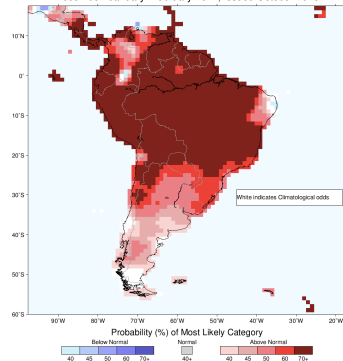 10°N
0°
10°S
20°S
30°S
40°S
50°S
60°S
White indicates Climatological odds
90°W 80°W 70°W 60°W 50°W 40°W 30°W 20°W
Probability (%) of Most Likely Category
Below Normal Normal Above Normal
40 45 50 60 70+ 40+ 40 45 50 60 70+